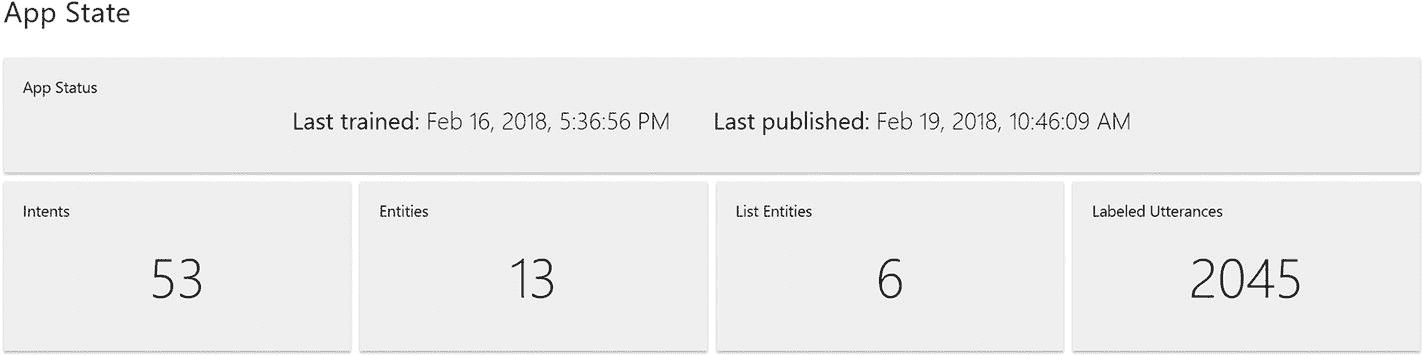 App State
App Status
Last trained: Feb 16, 2018, 5:36:56 PM Last published: Feb 19, 2018, 10:46:09 AM
Intents
53
Entities
13
List Entities
6
Labeled Utterances
2045